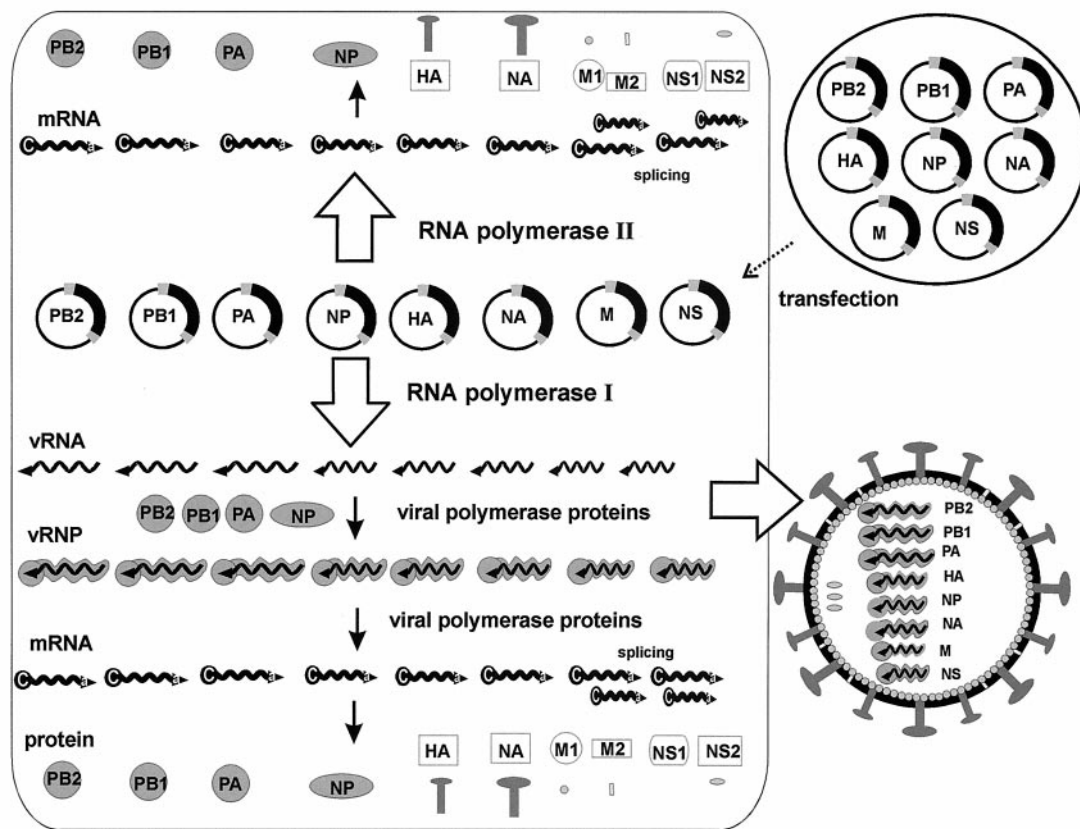 PB2 PB1 PA NP HA NA M1 M2 NS1 NS2
mRNA
C a C a C a C a C a C a C a C a C a C a
splicing
RNA polymerase II
PB2 PB1 PA NP HA NA M NS
RNA polymerase I
vRNA
PB2 PB1 PA NP
viral polymerase proteins
vRNP
viral polymerase proteins
mRNA
splicing
C a C a C a C a C a C a C a C a C a C a
protein
PB2 PB1 PA NP HA NA M1 M2 NS1 NS2
PB2 PB1 PA
HA NP NA
M NS
transfection
PB2
PB1
PA
HA
NP
NA
M
NS